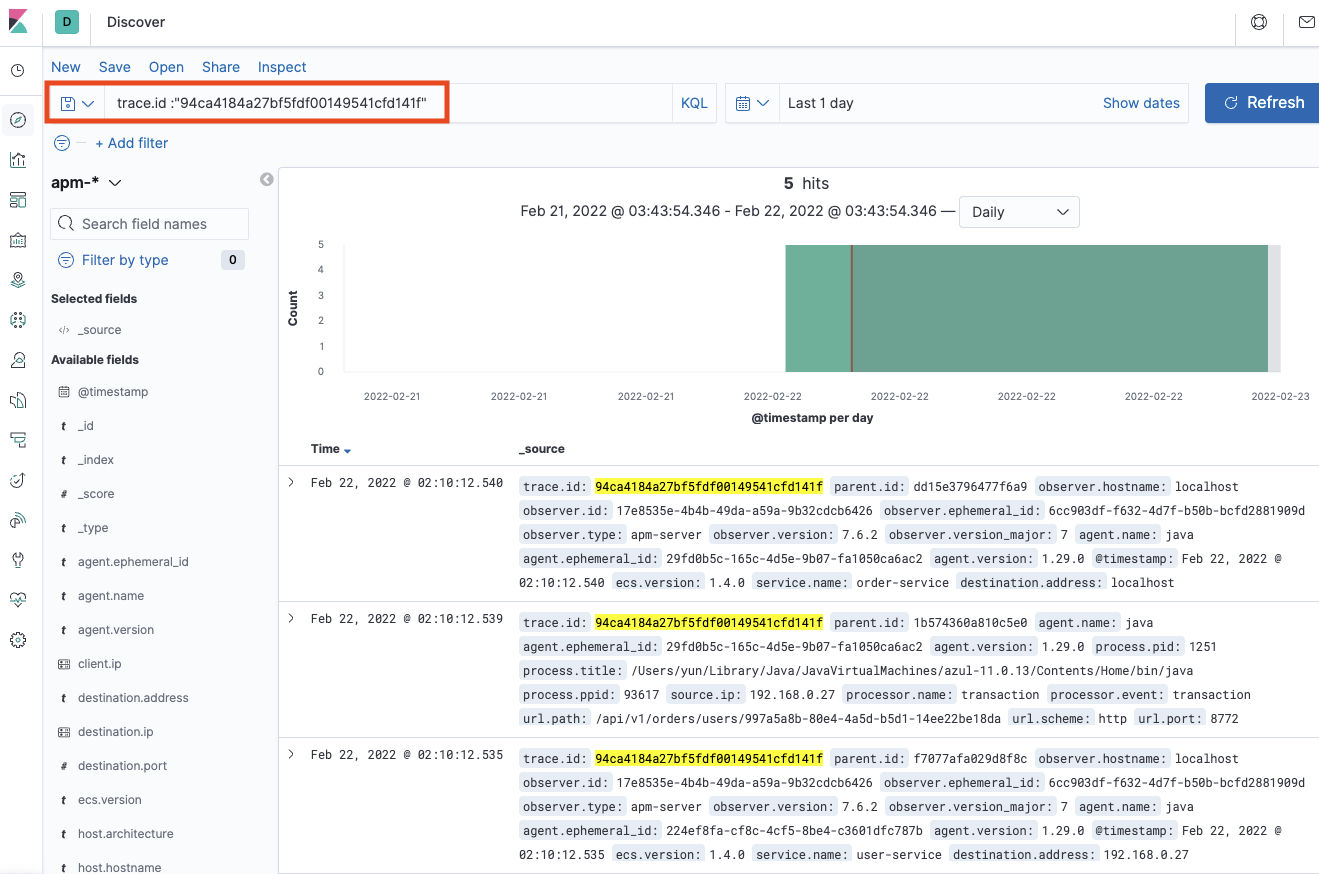 D Discover
New Save Open Share Inspect
trace.id :"94ca4184a27bf5fdf00149541cfd141f" KQL Last 1 day Show dates Refresh
+ Add filter
apm-*
5 hits
Feb 21, 2022 @ 03:43:54.346 - Feb 22, 2022 @ 03:43:54.346 — Daily
Search field names
Filter by type 0
Selected fields
_source
Available fields
@timestamp
t _id
t _index
# _score
t _type
t agent.ephemeral_id
t agent.name
t agent.version
client.ip
t destination.address
destination.ip
# destination.port
t ecs.version
t host.architecture
t host.hostname
Count
5
4
3
2
1
0
2022-02-21 2022-02-21 2022-02-21 2022-02-22 2022-02-22 2022-02-22 2022-02-22 2022-02-23
@timestamp per day
Time _source
Feb 22, 2022 @ 02:10:12.540 trace.id: 94ca4184a27bf5fdf00149541cfd141f parent.id: dd15e3796477f6a9 observer.hostname: localhost
observer.id: 17e8535e-4b4b-49da-a59a-9b32cdcb6426 observer.ephemeral_id: 6cc903df-f632-4d7f-b50b-bcfd2881909d
observer.type: apm-server observer.version: 7.6.2 observer.version_major: 7 agent.name: java
agent.ephemeral_id: 29fd0b5c-165c-4d5e-9b07-fa1050ca6ac2 agent.version: 1.29.0 @timestamp: Feb 22, 2022 @
02:10:12.540 ecs.version: 1.4.0 service.name: order-service destination.address: localhost
Feb 22, 2022 @ 02:10:12.539 trace.id: 94ca4184a27bf5fdf00149541cfd141f parent.id: 1b574360a810c5e0 agent.name: java
agent.ephemeral_id: 29fd0b5c-165c-4d5e-9b07-fa1050ca6ac2 agent.version: 1.29.0 process.pid: 1251
process.title: /Users/yun/Library/Java/JavaVirtualMachines/azul-11.0.13/Contents/Home/bin/java
process.ppid: 93617 source.ip: 192.168.0.27 processor.name: transaction processor.event: transaction
url.path: /api/v1/orders/users/997a5a8b-80e4-4a5d-b5d1-14ee22be18da url.scheme: http url.port: 8772
Feb 22, 2022 @ 02:10:12.535 trace.id: 94ca4184a27bf5fdf00149541cfd141f parent.id: f7077afa029d8f8c observer.hostname: localhost
observer.id: 17e8535e-4b4b-49da-a59a-9b32cdcb6426 observer.ephemeral_id: 6cc903df-f632-4d7f-b50b-bcfd2881909d
observer.type: apm-server observer.version: 7.6.2 observer.version_major: 7 agent.name: java
agent.ephemeral_id: 224ef8fa-cf8c-4cf5-8be4-c3601dfc787b agent.version: 1.29.0 @timestamp: Feb 22, 2022 @
02:10:12.535 ecs.version: 1.4.0 service.name: user-service destination.address: 192.168.0.27